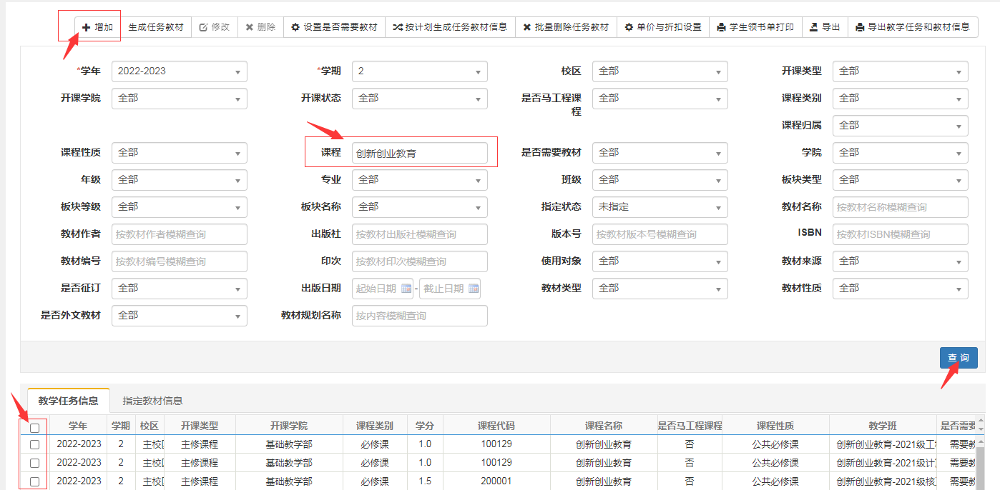 增加 生成任务教材 修改 删除 设置是否需要教材 按计划生成任务教材信息 批量删除任务教材 单价与折扣设置 学生领书单打印 导出 导出教学任务和教材信息
*学年 2022-2023 *学期 2 校区 全部 开课类型 全部
开课学院 全部 开课状态 全部 是否马工程课 全部 课程类别 全部
程
课程归属 全部
课程性质 全部 课程 创新创业教育 是否需要教材 全部 学院 全部
年级 全部 专业 全部 班级 全部 板块类型 全部
板块等级 全部 板块名称 全部 指定状态 未指定 教材名称 按教材名称模糊查询
教材作者 按教材作者模糊查询 出版社 按教材出版社模糊查询 版本号 按教材版本号模糊查询 ISBN 按教材ISBN模糊查询
教材编号 按教材编号模糊查询 印次 按教材印次模糊查询 使用对象 全部 教材来源 全部
是否征订 全部 出版日期 起始日期 - 截止日期 教材类型 全部 教材性质 全部
是否外文教材 全部 教材规划名称 按内容模糊查询
查 询
教学任务信息 指定教材信息
学年 学期 校区 开课类型 开课学院 课程类别 学分 课程代码 课程名称 是否马工程课程 课程性质 教学班 是否需要
2022-2023 2 主校 主修课程 基础教学部 必修课 1.0 100129 创新创业教育 否 公共必修课 创新创业教育-2021级工 需要教
2022-2023 2 主校 主修课程 基础教学部 必修课 1.0 100129 创新创业教育 否 公共必修课 创新创业教育-2021级计 需要教
2022-2023 2 主校 主修课程 基础教学部 必修课 1.5 200001 创新创业教育 否 公共必修课 创新创业教育-2021级核 需要教